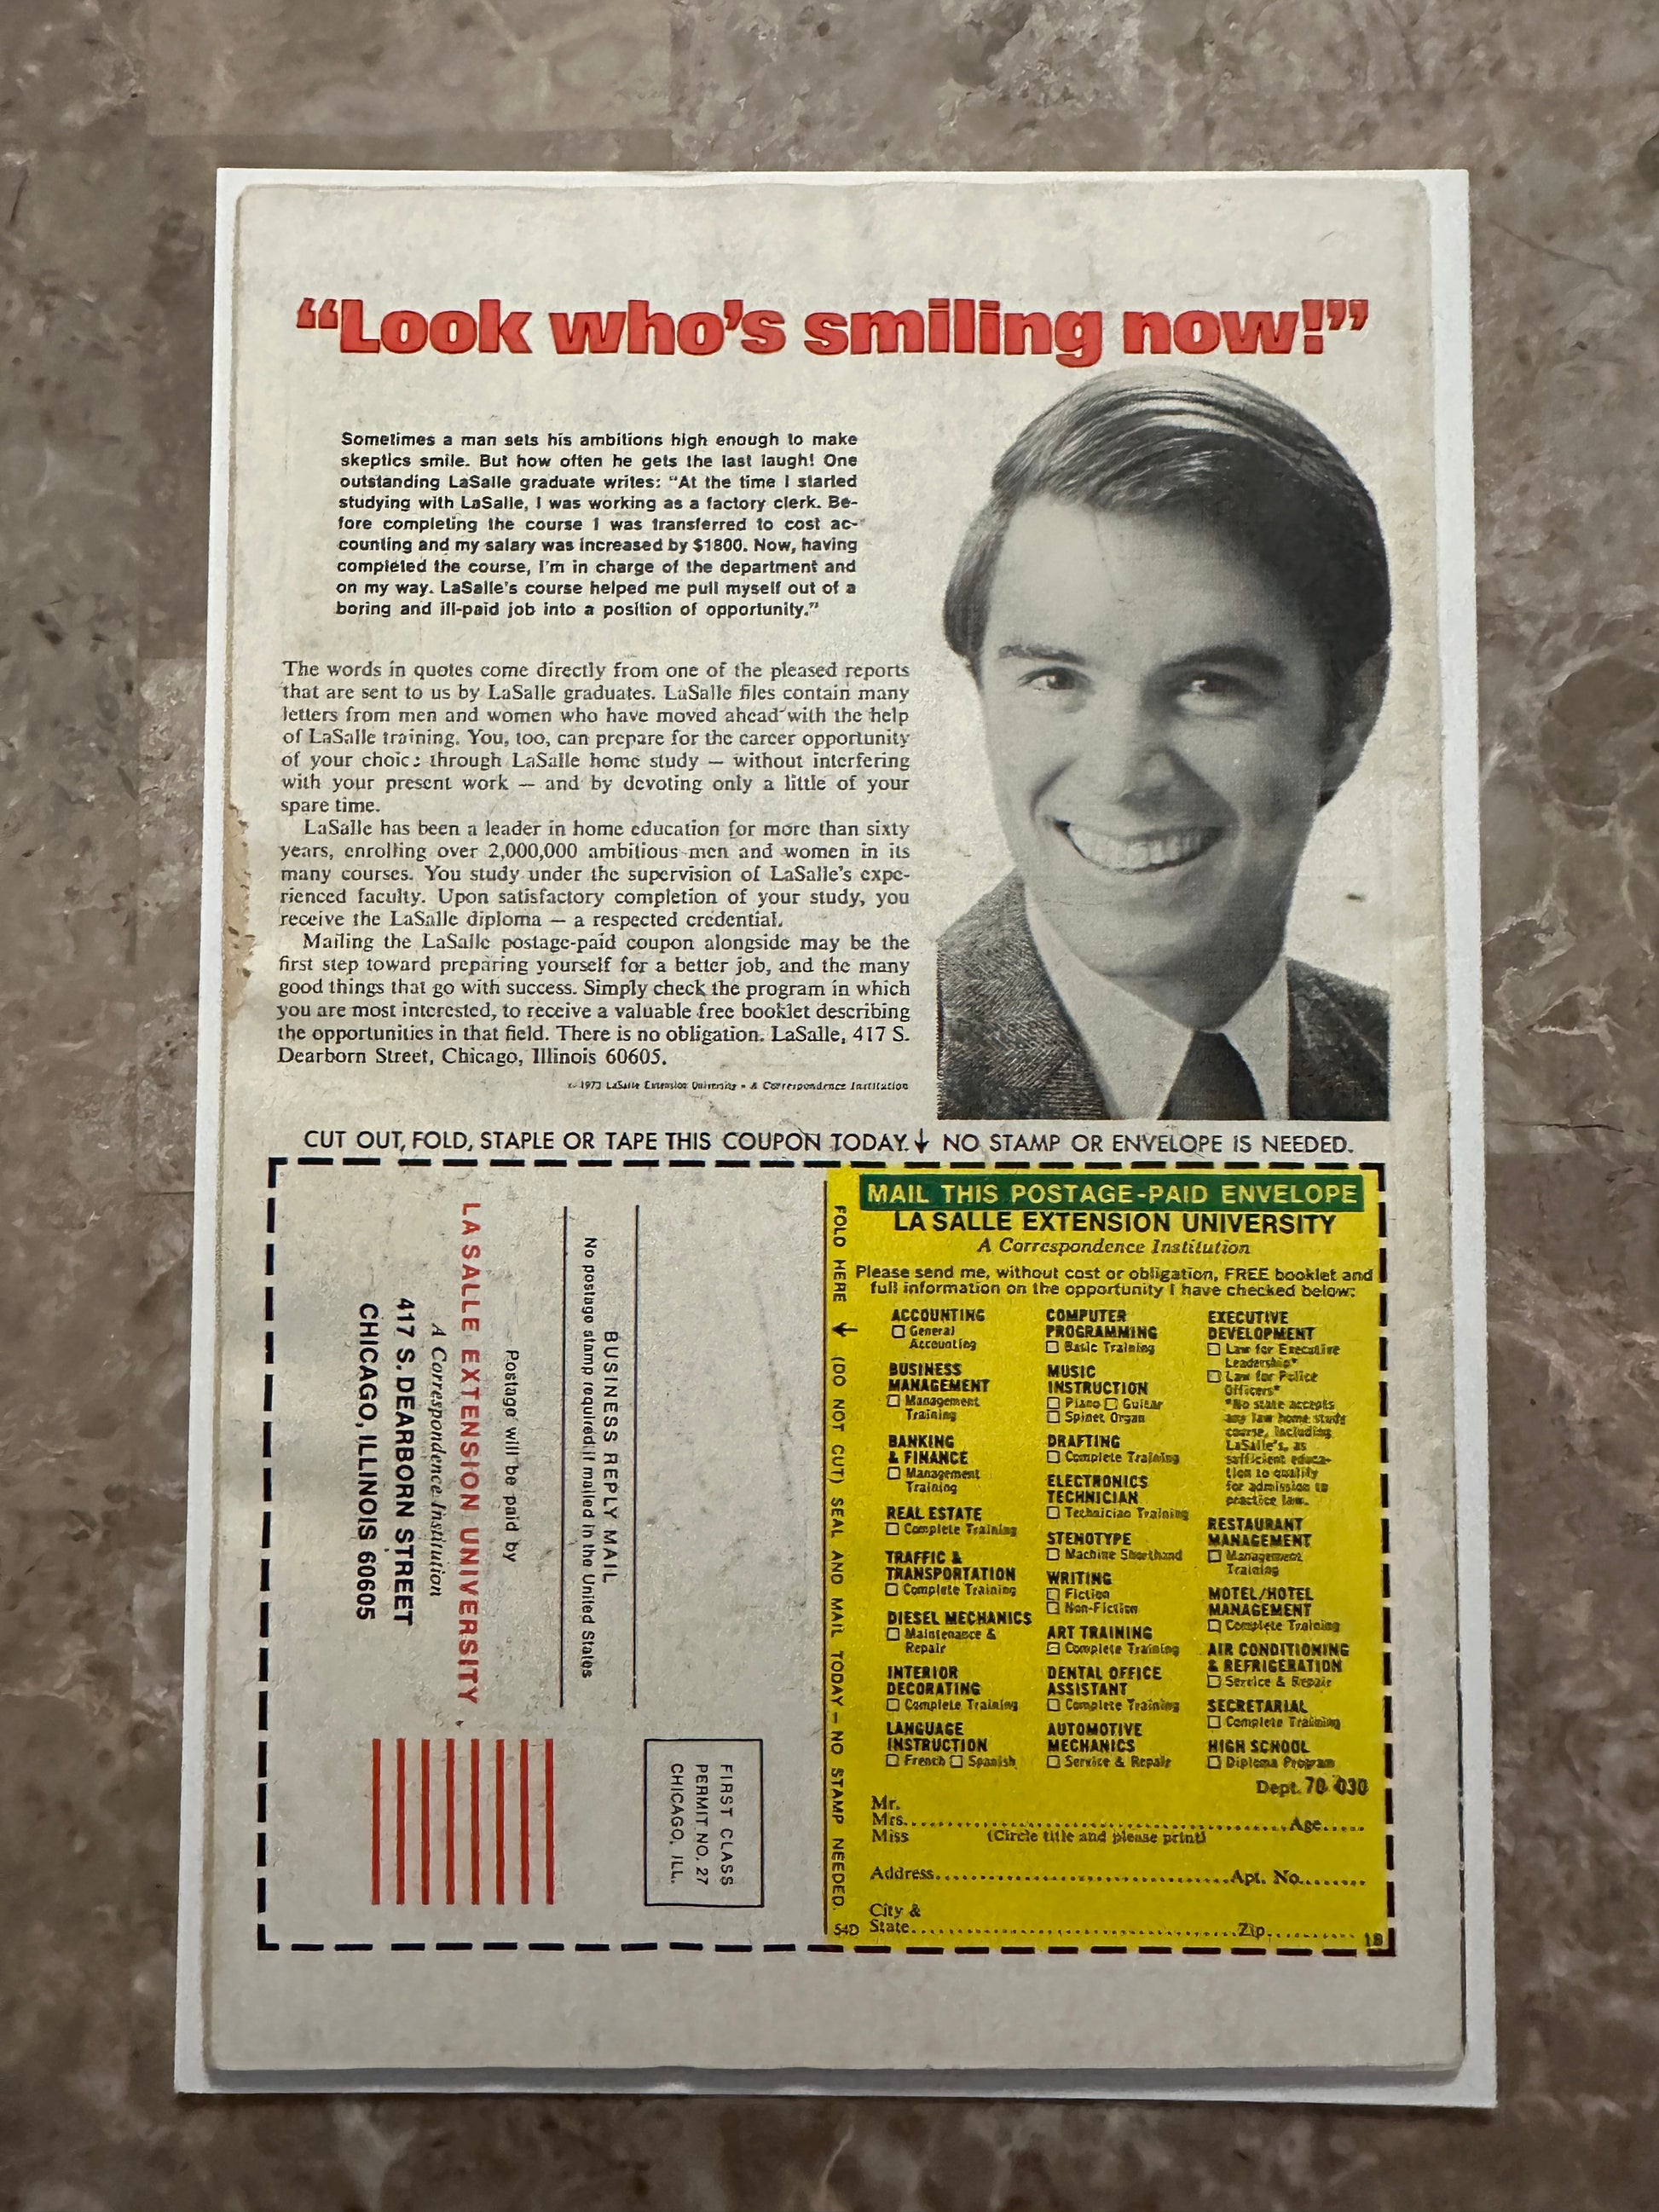 “Look who’s smiling now!”
Sometimes a man sets his ambitions high enough to make
skeptics smile. But how often he gets the last laugh! One
outstanding LaSalle graduate writes: “At the time I started
studying with LaSalle, I was working as a factory clerk. Be-
fore completing the course I was transferred to cost ac-
counting and my salary was increased by $1800. Now, having
completed the course, I’m in charge of the department and
on my way. LaSalle’s course helped me pull myself out of a
boring and ill-paid job into a position of opportunity.”
The words in quotes come directly from one of the pleased reports
that are sent to us by LaSalle graduates. LaSalle files contain many
letters from men and women who have moved ahead with the help
of LaSalle training. You, too, can prepare for the career opportunity
of your choice through LaSalle home study — without interfering
with your present work — and by devoting only a little of your
spare time.
LaSalle has been a leader in home education for more than sixty
years, enrolling over 2,000,000 ambitious men and women in its
many courses. You study under the supervision of LaSalle’s expe-
rienced faculty. Upon satisfactory completion of your study, you
receive the LaSalle diploma — a respected credential.
Mailing the LaSalle postage-paid coupon alongside may be the
first step toward preparing yourself for a better job, and the many
good things that go with success. Simply check the program in which
you are most interested, to receive a valuable free booklet describing
the opportunities in that field. There is no obligation. LaSalle, 417 S.
Dearborn Street, Chicago, Illinois 60605.
© 1973 LaSalle Extension University • A Correspondence Institution
CUT OUT, FOLD, STAPLE OR TAPE THIS COUPON TODAY. ↓ NO STAMP OR ENVELOPE IS NEEDED.
FIRST CLASS
PERMIT NO. 27
CHICAGO, ILL.
BUSINESS REPLY MAIL
No postage stamp required if mailed in the United States
Postage will be paid by
LA SALLE EXTENSION UNIVERSITY
A Correspondence Institution
417 S. DEARBORN STREET
CHICAGO, ILLINOIS 60605
FOLD HERE ↓ (DO NOT CUT) SEAL AND MAIL TODAY — NO STAMP NEEDED.
54D
MAIL THIS POSTAGE-PAID ENVELOPE
LA SALLE EXTENSION UNIVERSITY
A Correspondence Institution
Please send me, without cost or obligation, FREE booklet and
full information on the opportunity I have checked below:
ACCOUNTING
☐ General
Accounting
BUSINESS
MANAGEMENT
☐ Management
Training
BANKING
& FINANCE
☐ Management
Training
REAL ESTATE
☐ Complete Training
TRAFFIC &
TRANSPORTATION
☐ Complete Training
DIESEL MECHANICS
☐ Maintenance &
Repair
INTERIOR
DECORATING
☐ Complete Training
LANGUAGE
INSTRUCTION
☐ French ☐ Spanish
COMPUTER
PROGRAMMING
☐ Basic Training
MUSIC
INSTRUCTION
☐ Piano ☐ Guitar
☐ Spinet Organ
DRAFTING
☐ Complete Training
ELECTRONICS
TECHNICIAN
☐ Technician Training
STENOTYPE
☐ Machine Shorthand
WRITING
☐ Fiction
☐ Non-Fiction
ART TRAINING
☐ Complete Training
DENTAL OFFICE
ASSISTANT
☐ Complete Training
AUTOMOTIVE
MECHANICS
☐ Service & Repair
EXECUTIVE
DEVELOPMENT
☐ Law for Executive
Leadership*
☐ Law for Police
Officers*
*No state accepts
any law home study
course, including
LaSalle's, as
sufficient educa-
tion to qualify
for admission to
practice law.
RESTAURANT
MANAGEMENT
☐ Management
Training
MOTEL/HOTEL
MANAGEMENT
☐ Complete Training
AIR CONDITIONING
& REFRIGERATION
☐ Service & Repair
SECRETARIAL
☐ Complete Training
HIGH SCHOOL
☐ Diploma Program
Dept. 70 030
Mr.
Mrs. Age
Miss (Circle title and please print)
Address Apt. No.
City &
State Zip
18